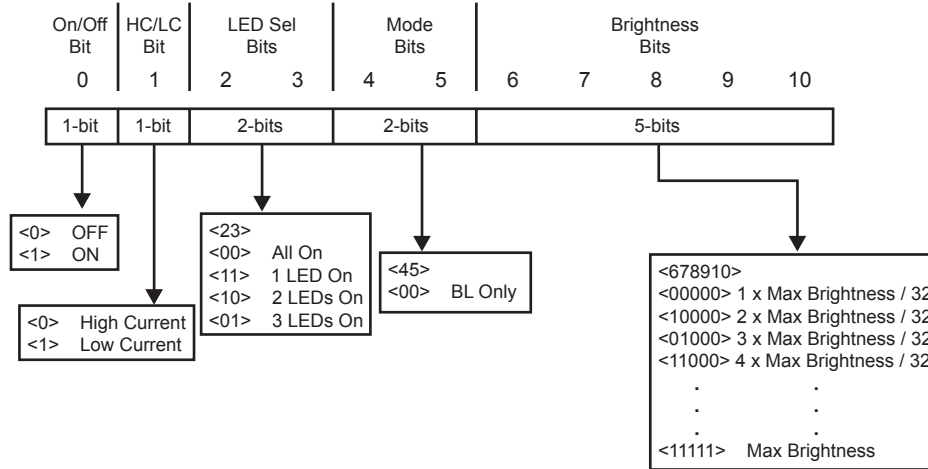 On/Off Bit
HC/LC Bit
LED Sel Bits
Mode Bits
Brightness Bits
0 1 2 3 4 5 6 7 8 9 10
1-bit 1-bit 2-bits 2-bits 5-bits
<0> OFF
<1> ON
<0> High Current
<1> Low Current
<23>
<00> All On
<11> 1 LED On
<10> 2 LEDs On
<01> 3 LEDs On
<45>
<00> BL Only
<678910>
<00000> 1 x Max Brightness / 32
<10000> 2 x Max Brightness / 32
<01000> 3 x Max Brightness / 32
<11000> 4 x Max Brightness / 32
. .
. .
. .
<11111> Max Brightness